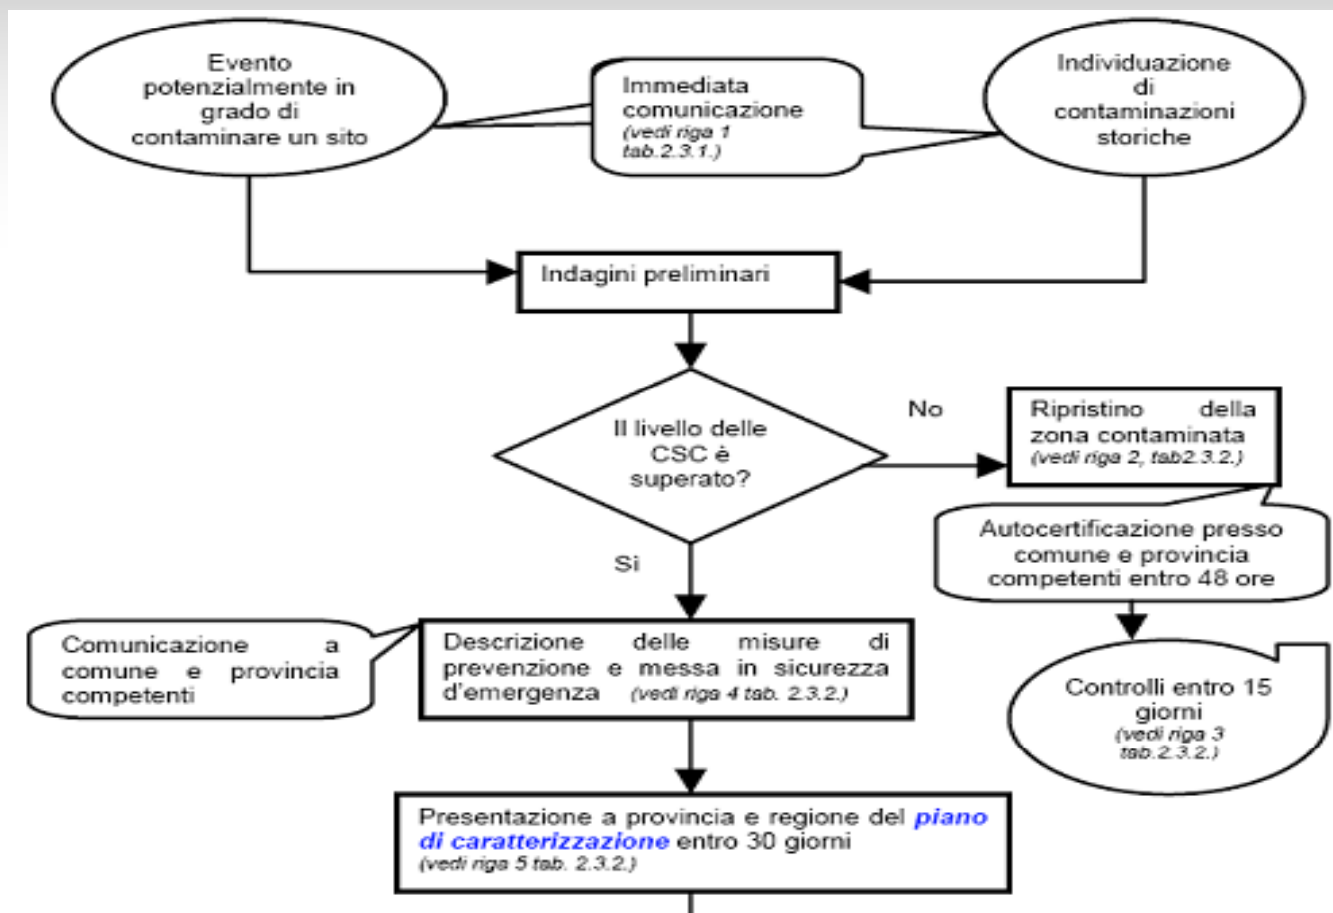 Evento
potenzialmente in
grado di
contaminare un sito
Immediata
comunicazione
(vedi riga 1
tab.2.3.1.)
Individuazione
di
contaminazioni
storiche
Indagini preliminari
Il livello delle
CSC è
superato?
No
Ripristino della
zona contaminata
(vedi riga 2, tab2.3.2.)
Autocertificazione presso
comune e provincia
competenti entro 48 ore
Controlli entro 15
giorni
(vedi riga 3
tab.2.3.2.)
Sì
Comunicazione a
comune e provincia
competenti
Descrizione delle misure di
prevenzione e messa in sicurezza
d'emergenza (vedi riga 4 tab. 2.3.2.)
Presentazione a provincia e regione del piano
di caratterizzazione entro 30 giorni
(vedi riga 5 tab. 2.3.2.)